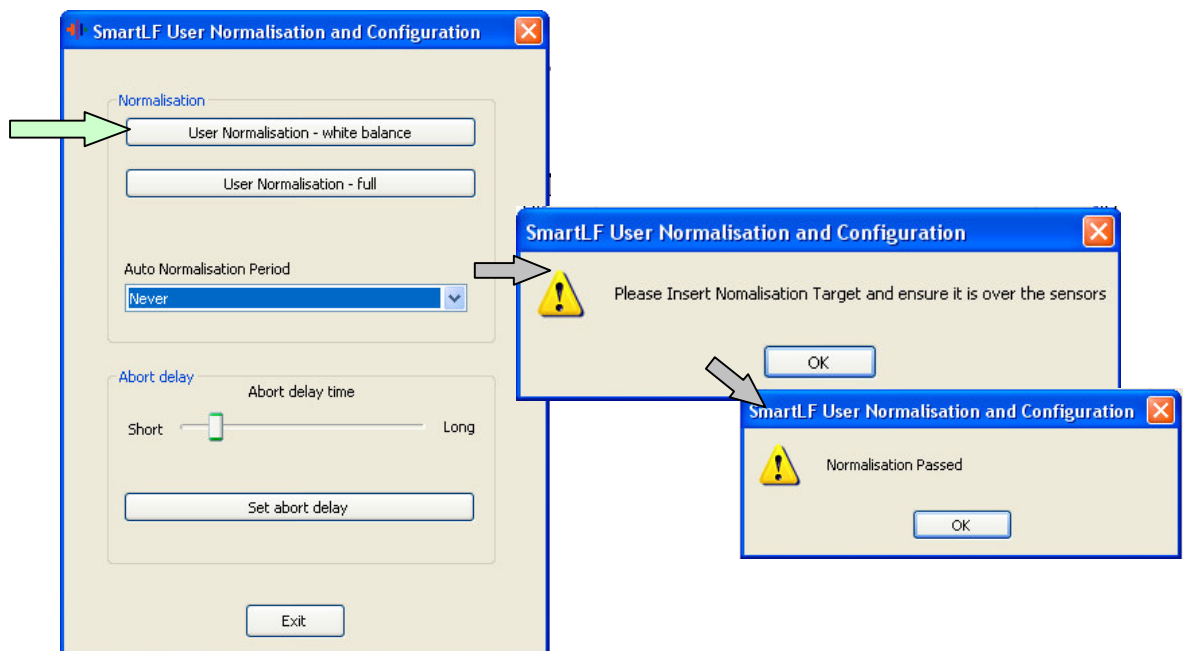 SmartLF User Normalisation and Configuration
Normalisation
User Normalisation - white balance
User Normalisation - full
Auto Normalisation Period
Never
Abort delay
Abort delay time
Short
Long
Set abort delay
Exit
SmartLF User Normalisation and Configuration
Please Insert Nomalisation Target and ensure it is over the sensors
OK
SmartLF User Normalisation and Configuration
Normalisation Passed
OK